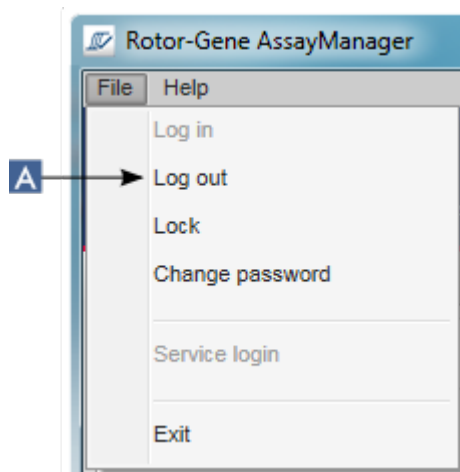 Rotor-Gene AssayManager
File Help
Log in
A Log out
Lock
Change password
Service login
Exit